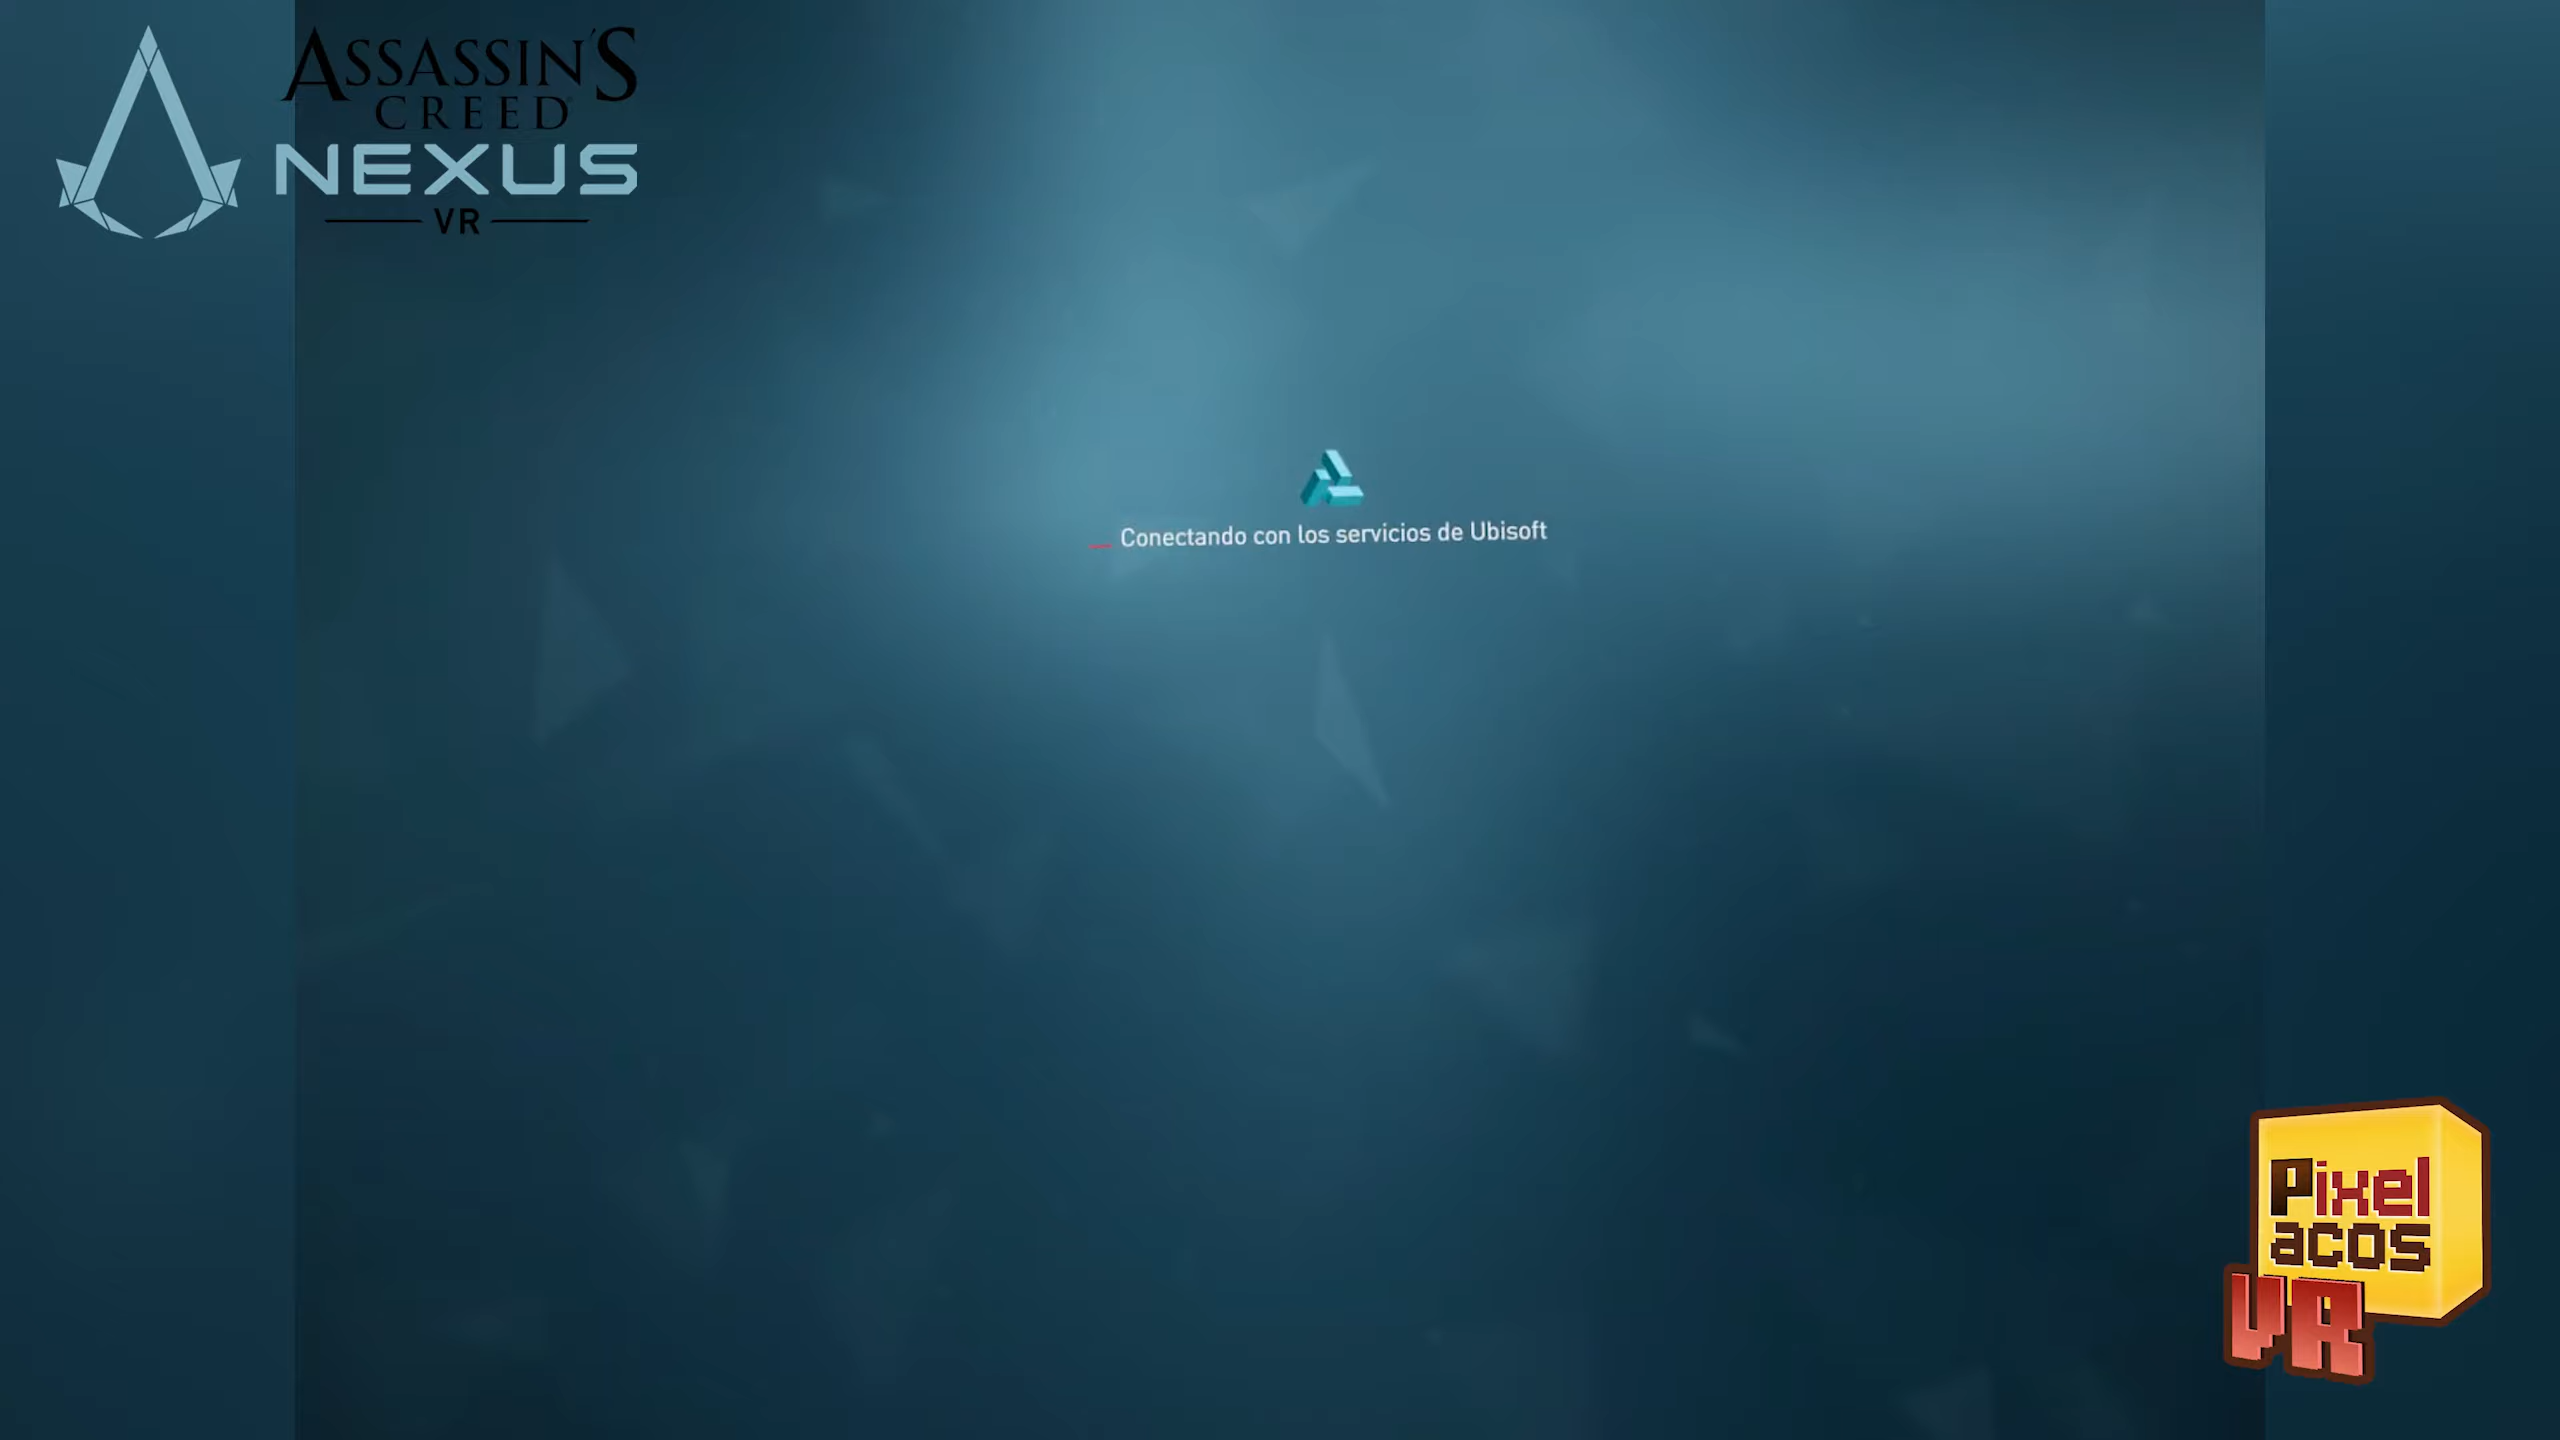 ASSASSIN'S
CREED
NEXUS
VR
Conectando con los servicios de Ubisoft
Pixel
acos
VR